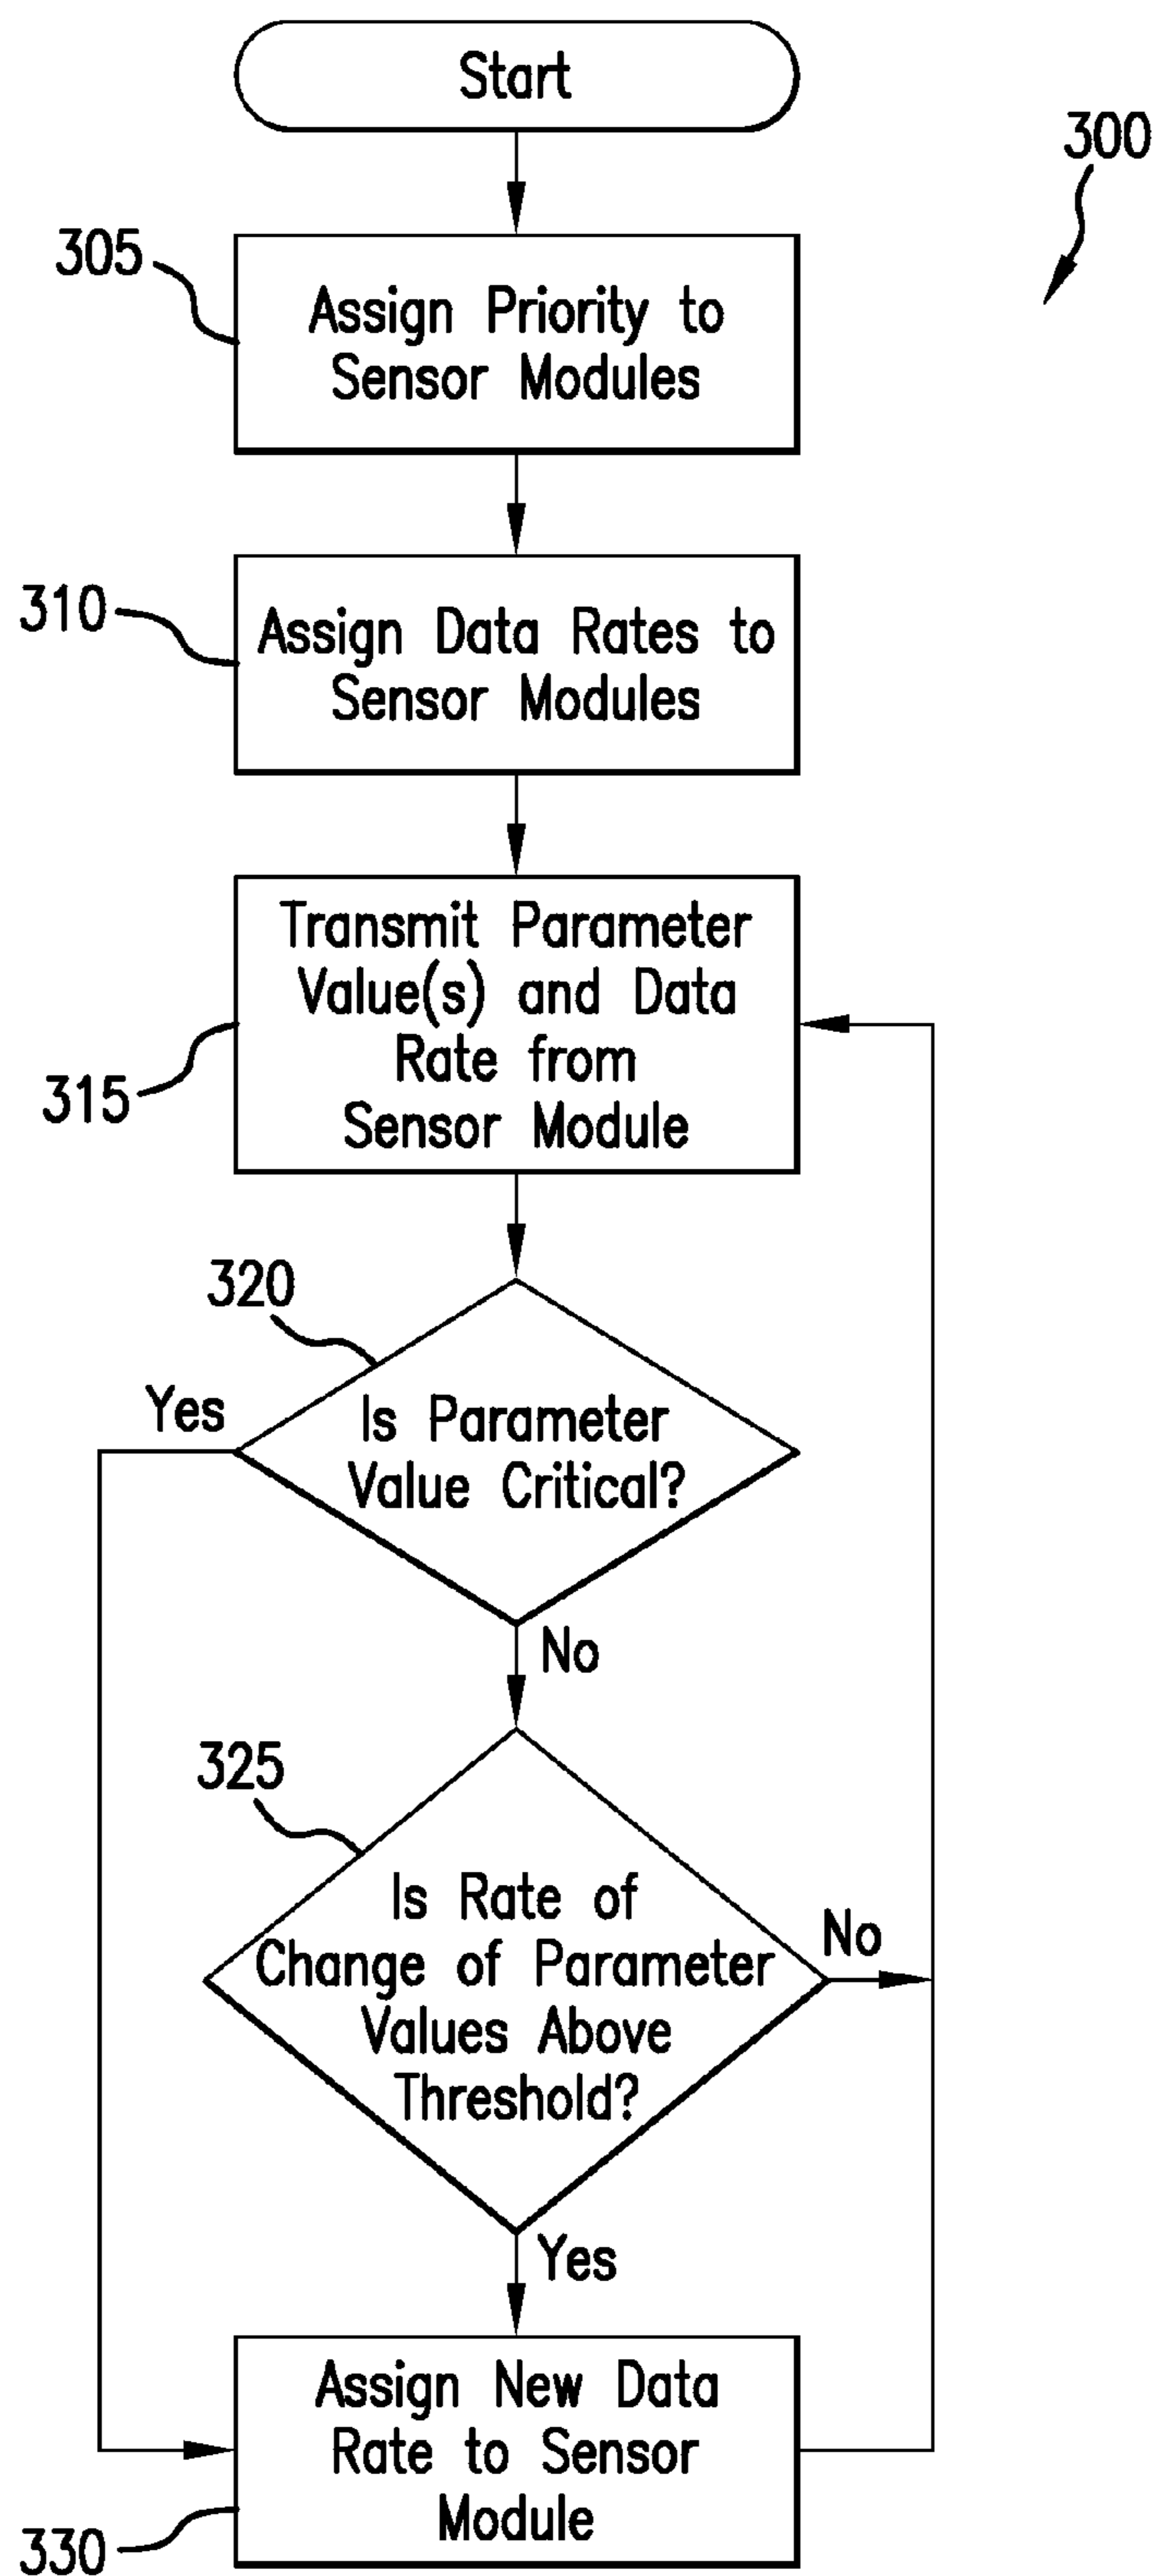 Start
300
305
Assign Priority to
Sensor Modules
310
Assign Data Rates to
Sensor Modules
Transmit Parameter
Value(s) and Data
Rate from
Sensor Module
315
320
Yes
Is Parameter
Value Critical?
No
325
Is Rate of
Change of Parameter
Values Above
Threshold?
No
Yes
Assign New Data
Rate to Sensor
Module
330